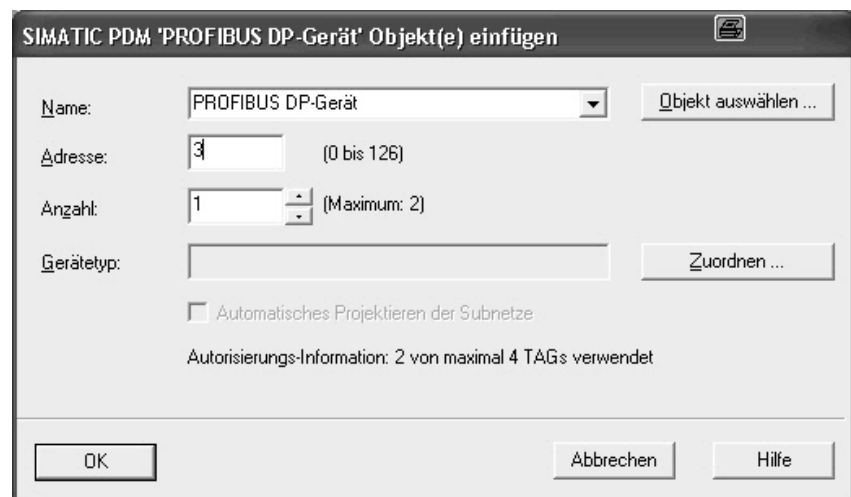 SIMATIC PDM 'PROFIBUS DP-Gerät' Objekt(e) einfügen
Name: PROFIBUS DP-Gerät Objekt auswählen ...
Adresse: 3 (0 bis 126)
Anzahl: 1 (Maximum: 2)
Gerätetyp: Zuordnen ...
Automatisches Projektieren der Subnetze
Autorisierungs-Information: 2 von maximal 4 TAGs verwendet
OK Abbrechen Hilfe